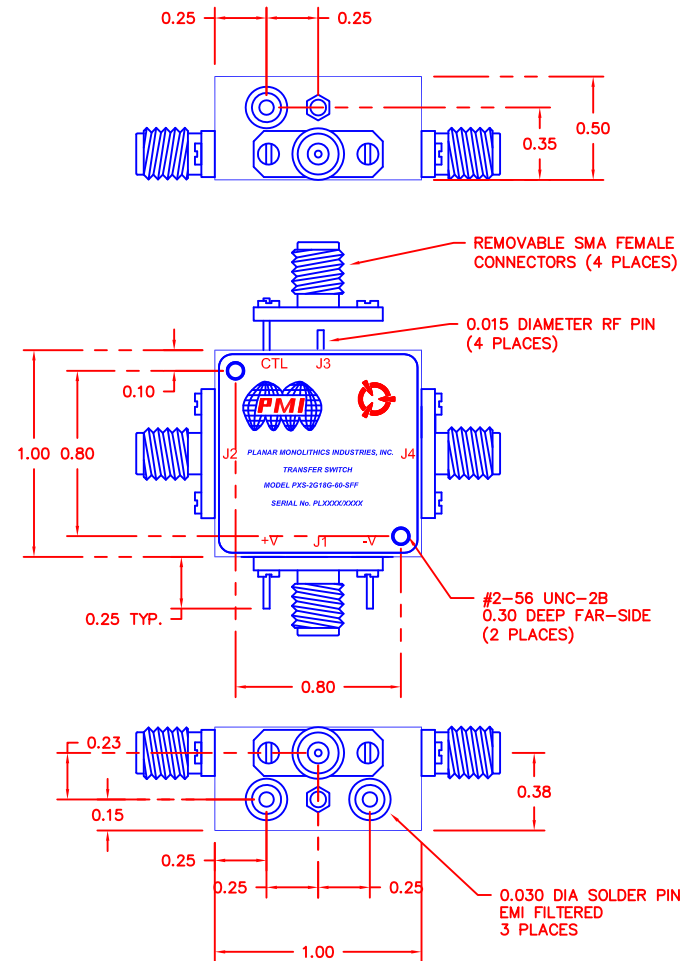 0.25
0.25
0.50
0.35
REMOVABLE SMA FEMALE
CONNECTORS (4 PLACES)
0.015 DIAMETER RF PIN
(4 PLACES)
CTL
J3
0.10
PMI
1.00
0.80
J2
PLANAR MONOLITHICS INDUSTRIES, INC.
J4
TRANSFER SWITCH
MODEL PXS-2G18G-60-SFF
SERIAL No. PLXXXX/XXXX
+V
J1
-V
#2-56 UNC-2B
0.30 DEEP FAR-SIDE
(2 PLACES)
0.25 TYP.
0.80
0.23
0.38
0.15
0.25
0.25
0.25
0.030 DIA SOLDER PIN
EMI FILTERED
3 PLACES
1.00